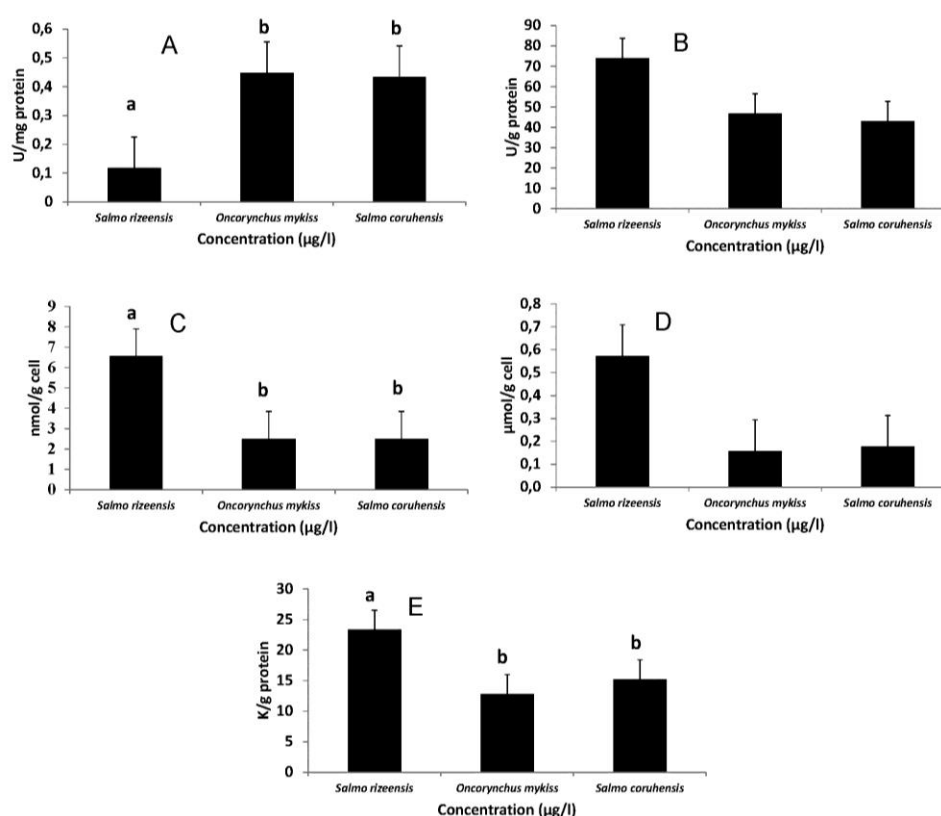 A
U/mg protein
0,6
0,5
0,4
0,3
0,2
0,1
0
a
b
b
Salmo rizeensis Oncorynchus mykiss Salmo coruhensis
Concentration (µg/l)
B
U/g protein
90
80
70
60
50
40
30
20
10
0
Salmo rizeensis Oncorynchus mykiss Salmo coruhensis
Concentration (µg/l)
C
nmol/g cell
9
8
7
6
5
4
3
2
1
0
a
b
b
Salmo rizeensis Oncorynchus mykiss Salmo coruhensis
Concentration (µg/l)
D
µmol/g cell
0,8
0,7
0,6
0,5
0,4
0,3
0,2
0,1
0,0
Salmo rizeensis Oncorynchus mykiss Salmo coruhensis
Concentration (µg/l)
E
K/g protein
30
25
20
15
10
5
0
a
b
b
Salmo rizeensis Oncorynchus mykiss Salmo coruhensis
Concentration (µg/l)